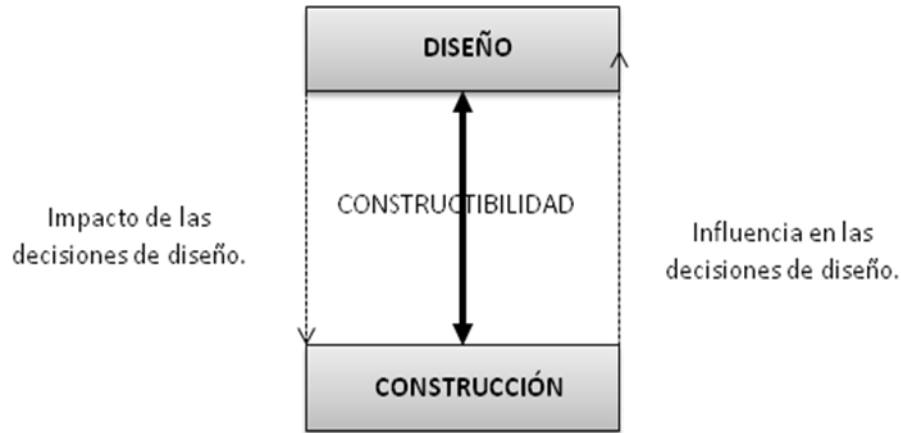 DISEÑO
CONSTRUCTIBILIDAD
Impacto de las
decisiones de diseño.
Influencia en las
decisiones de diseño.
CONSTRUCCIÓN